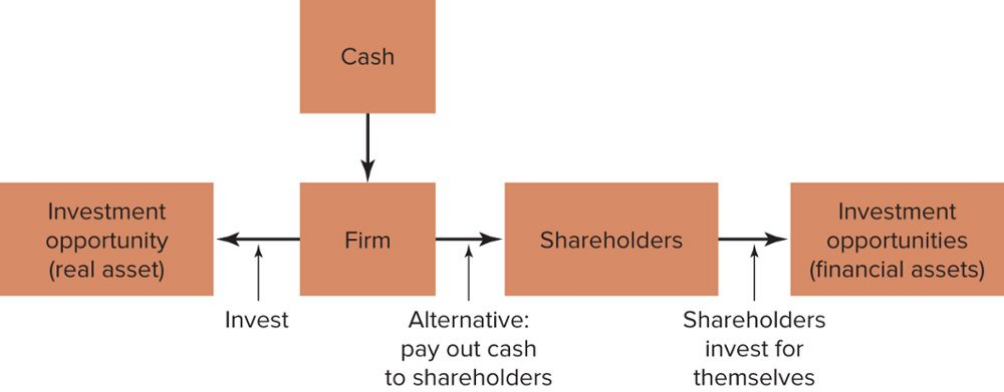 Cash
Investment
opportunity
(real asset)
Firm
Shareholders
Investment
opportunities
(financial assets)
Invest
Alternative:
pay out cash
to shareholders
Shareholders
invest for
themselves